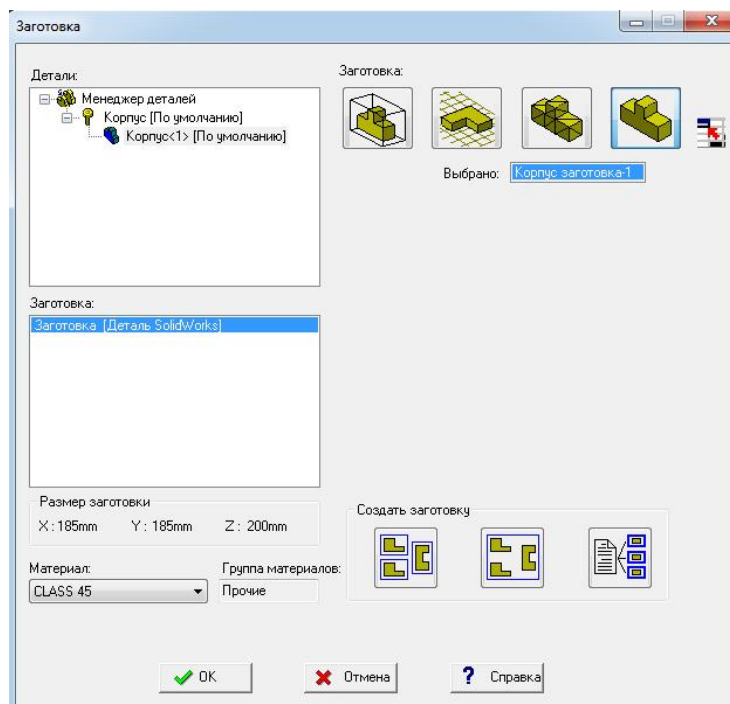 Заготовка
Детали:
Менеджер деталей
Корпус [По умолчанию]
Корпус<1> [По умолчанию]
Заготовка:
Выбрано: Корпус заготовка-1
Заготовка:
Заготовка [Деталь SolidWorks]
Размер заготовки
X: 185mm Y: 185mm Z: 200mm
Создать заготовку
Материал: Группа материалов:
CLASS 45 Прочие
OK Отмена ? Справка